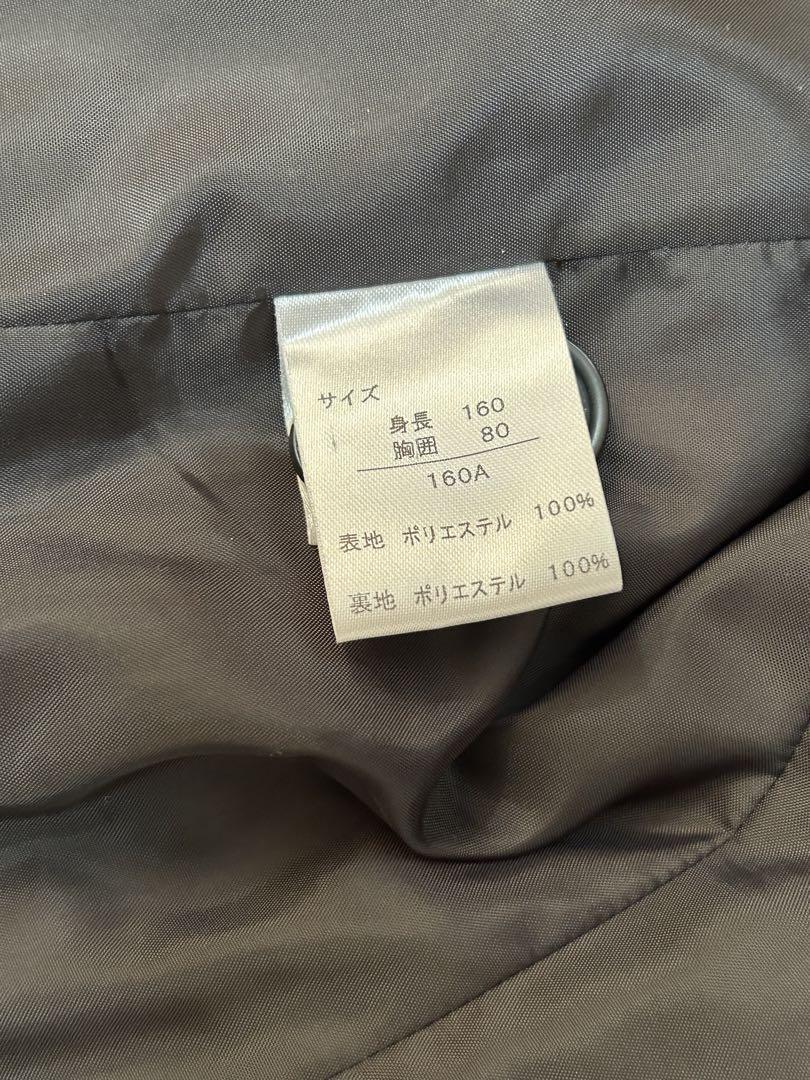 サイズ
身長 160
胸囲 80
160A
表地 ポリエステル 100%
裏地 ポリエステル 100%